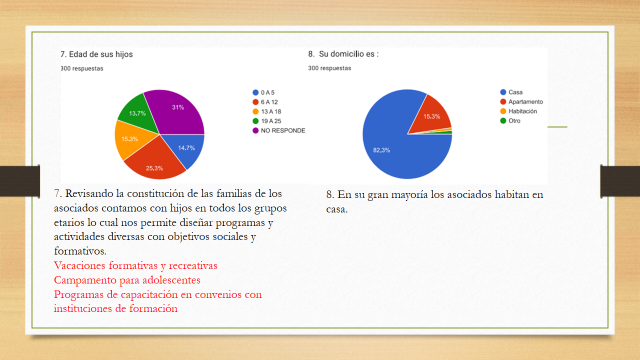 7. Edad de sus hijos
300 respuestas
31%
13,7%
15,3%
25,3%
14.7%
0 A 5
6 A 12
13 A 18
19 A 25
NO RESPONDE
8. Su domicilio es :
300 respuestas
15.3%
82,3%
Casa
Apartamento
Habitación
Otro
7. Revisando la constitución de las familias de los
asociados contamos con hijos en todos los grupos
etarios lo cual nos permite diseñar programas y
actividades diversas con objetivos sociales y
formativos.
Vacaciones formativas y recreativas
Campamento para adolescentes
Programas de capacitación en convenios con
instituciones de formación
8. En su gran mayoría los asociados habitan en
casa.